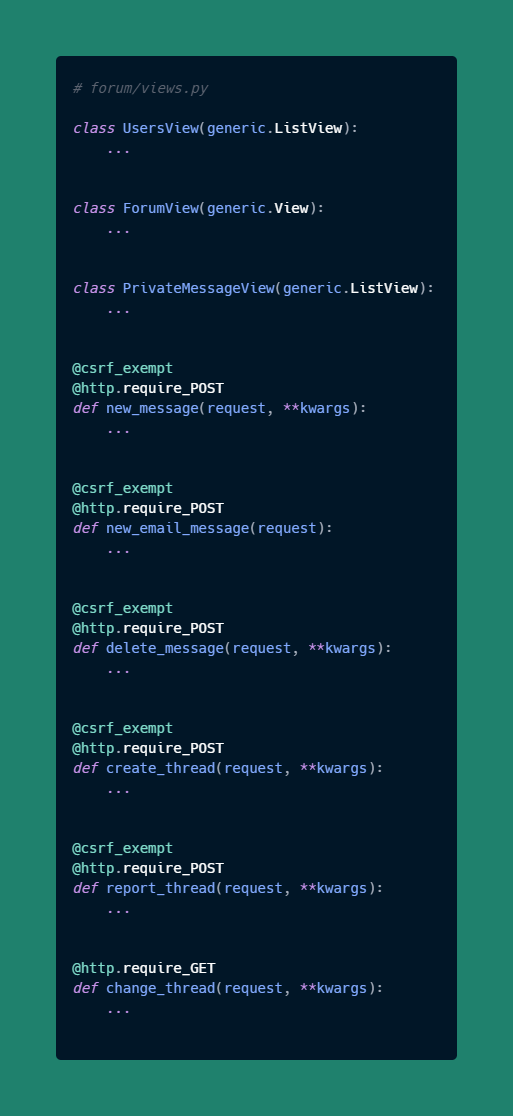 # forum/views.py
class UsersView(generic.ListView):
...
class ForumView(generic.View):
...
class PrivateMessageView(generic.ListView):
...
@csrf_exempt
@http.require_POST
def new_message(request, **kwargs):
...
@csrf_exempt
@http.require_POST
def new_email_message(request):
...
@csrf_exempt
@http.require_POST
def delete_message(request, **kwargs):
...
@csrf_exempt
@http.require_POST
def create_thread(request, **kwargs):
...
@csrf_exempt
@http.require_POST
def report_thread(request, **kwargs):
...
@http.require_GET
def change_thread(request, **kwargs):
...